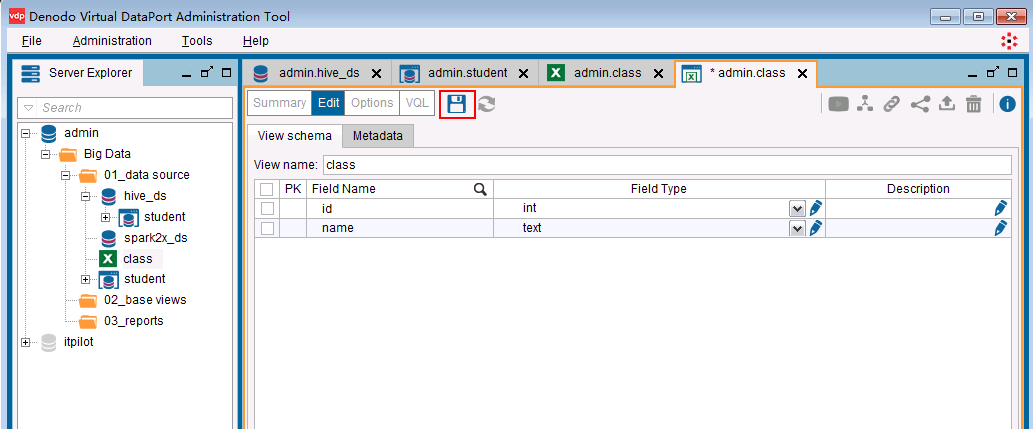 vdp Denodo Virtual DataPort Administration Tool
File Administration Tools Help
Server Explorer
Search
admin
Big Data
01_data source
hive_ds
student
spark2x_ds
class
student
02_base views
03_reports
itpilot
admin.hive_ds admin.student admin.class * admin.class
Summary Edit Options VQL
View schema Metadata
View name: class
PK Field Name Field Type Description
id int
name text